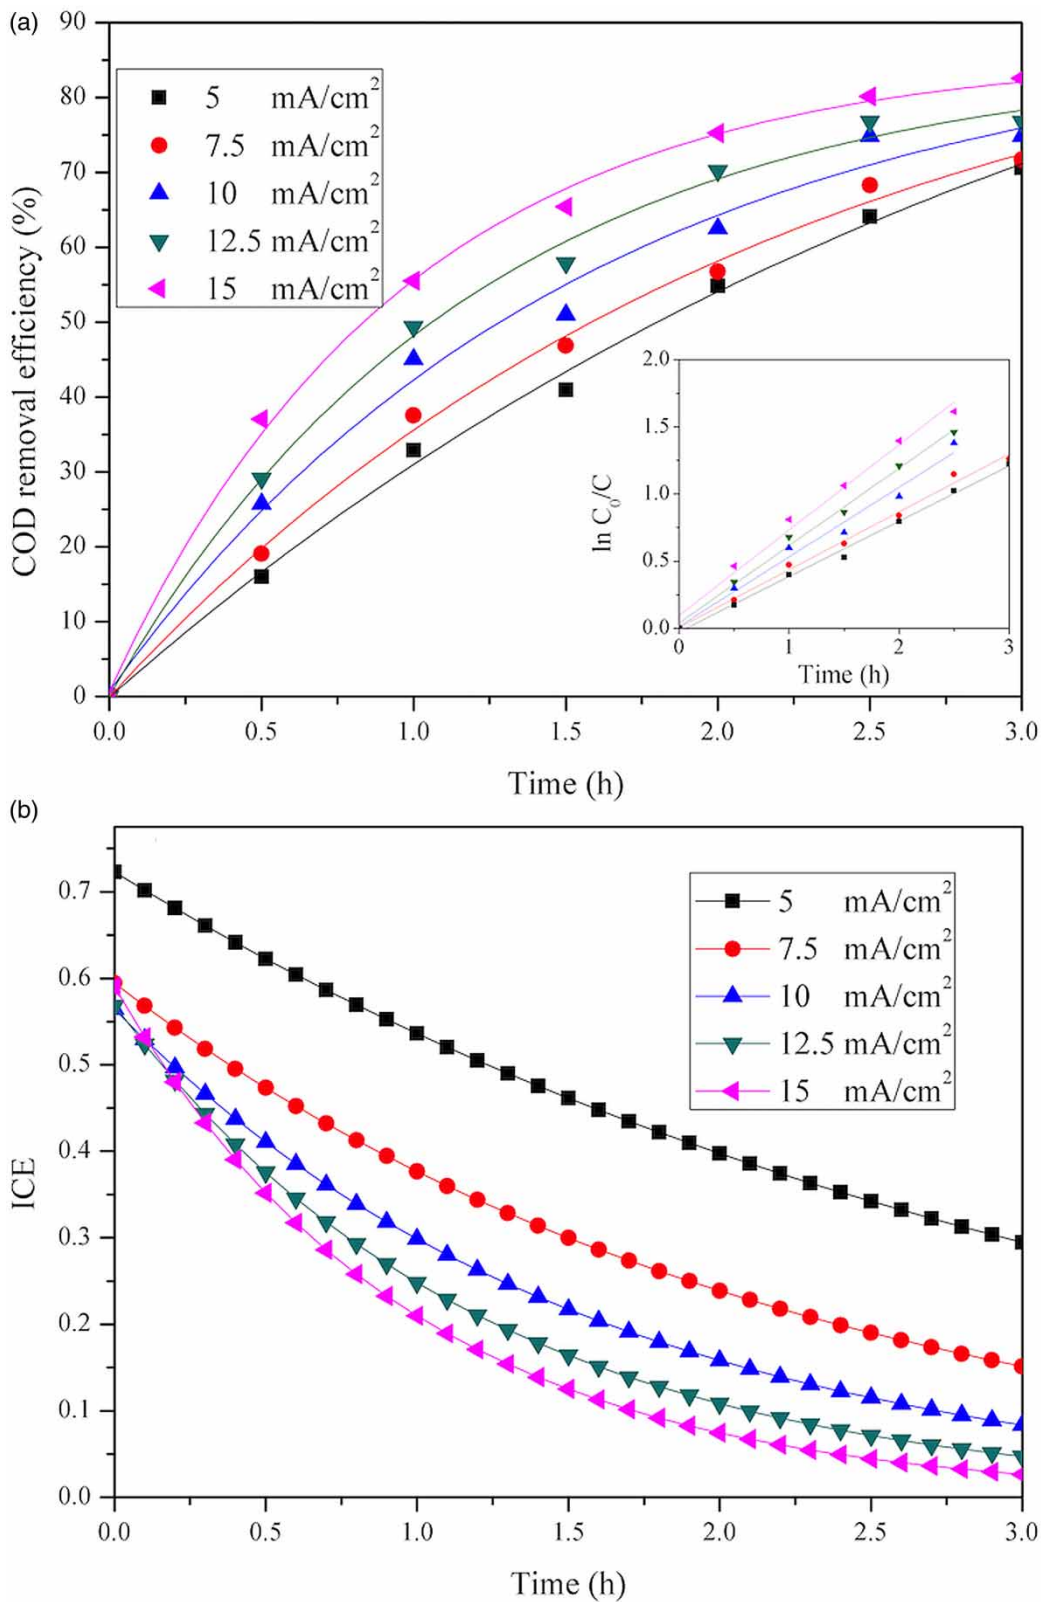 (a)
COD removal efficiency (%)
90
80
70
60
50
40
30
20
10
0
5 mA/cm²
7.5 mA/cm²
10 mA/cm²
12.5 mA/cm²
15 mA/cm²
ln C₀/C
2.0
1.5
1.0
0.5
0.0
0 1 2 3
Time (h)
0.0 0.5 1.0 1.5 2.0 2.5 3.0
Time (h)
(b)
ICE
0.7
0.6
0.5
0.4
0.3
0.2
0.1
0.0
5 mA/cm²
7.5 mA/cm²
10 mA/cm²
12.5 mA/cm²
15 mA/cm²
0.0 0.5 1.0 1.5 2.0 2.5 3.0
Time (h)